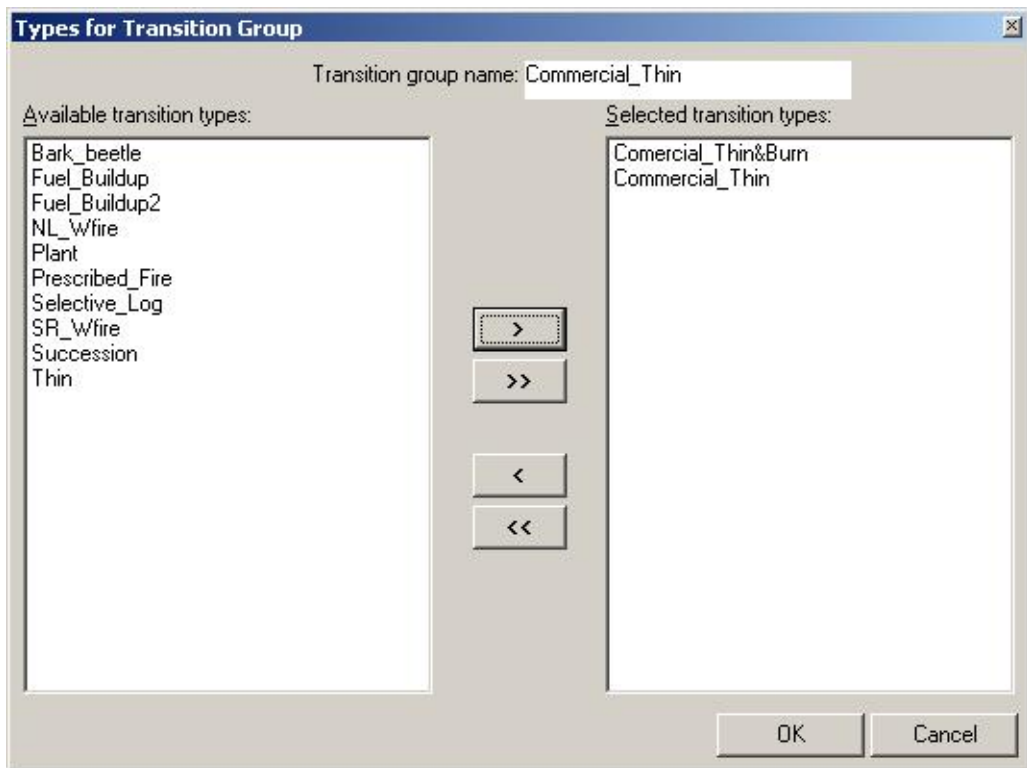 Types for Transition Group
Transition group name: Commercial_Thin
Available transition types:
Bark_beetle
Fuel_Buildup
Fuel_Buildup2
NL_Wfire
Plant
Prescribed_Fire
Selective_Log
SR_Wfire
Succession
Thin
>
>>
<
<<
Selected transition types:
Comercial_Thin&Burn
Commercial_Thin
OK
Cancel